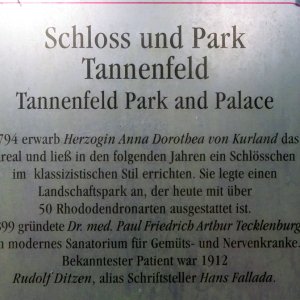 Schloss und Park
Tannenfeld
Tannenfeld Park and Palace
794 erwarb Herzogin Anna Dorothea von Kurland das
real und ließ in den folgenden Jahren ein Schlösschen
im klassizistischen Stil errichten. Sie legte einen
Landschaftspark an, der heute mit über
50 Rhododendronarten ausgestattet ist.
899 gründete Dr. med. Paul Friedrich Arthur Tecklenburg
n modernes Sanatorium für Gemüts- und Nervenkranke.
Bekanntester Patient war 1912
Rudolf Ditzen, alias Schriftsteller Hans Fallada.